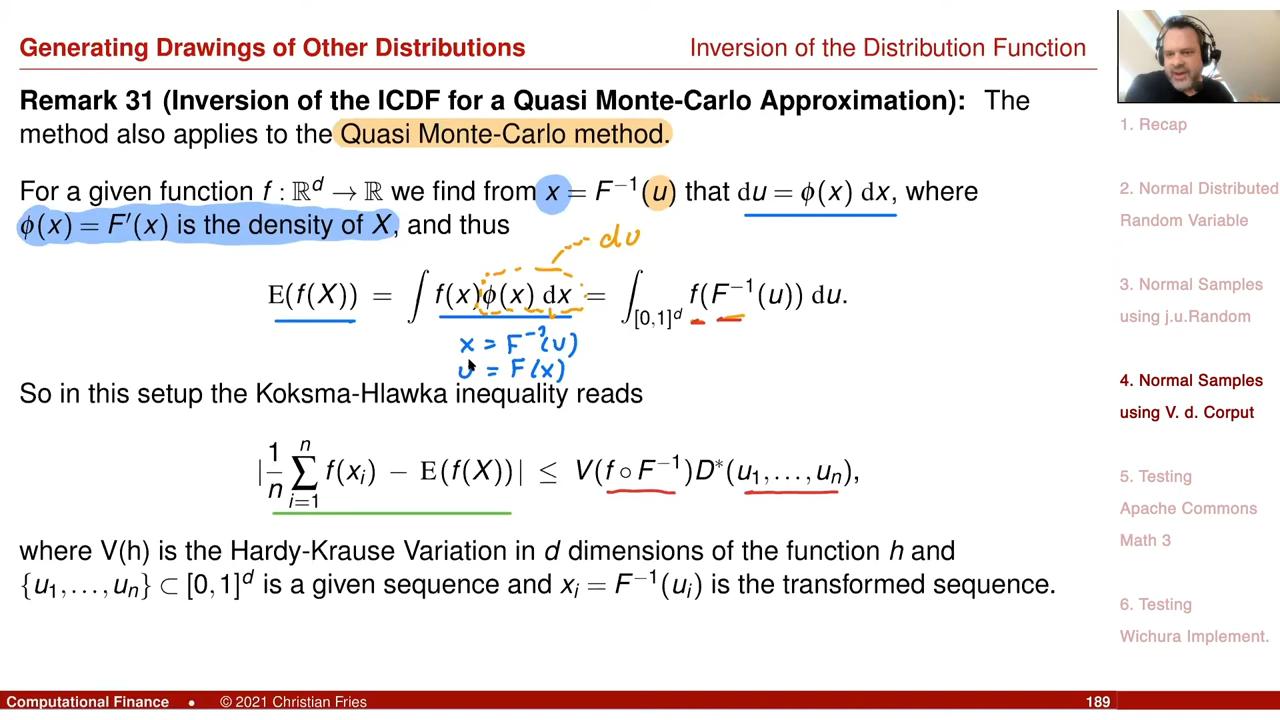 Generating Drawings of Other Distributions
Inversion of the Distribution Function
Remark 31 (Inversion of the ICDF for a Quasi Monte-Carlo Approximation): The
method also applies to the Quasi Monte-Carlo method.
For a given function f : ℝᵈ → ℝ we find from x = F⁻¹(u) that du = ϕ(x) dx, where
ϕ(x) = F′(x) is the density of X, and thus
du
E(f(X)) = ∫ f(x)ϕ(x) dx = ∫_{[0,1]^d} f(F⁻¹(u)) du.
x = F⁻¹(u)
u = F(x)
So in this setup the Koksma-Hlawka inequality reads
|1/n ∑_{i=1}^{n} f(x_i) − E(f(X))| ≤ V(f ∘ F⁻¹)D*(u₁,...,u_n),
where V(h) is the Hardy-Krause Variation in d dimensions of the function h and
{u₁,...,u_n} ⊂ [0,1]^d is a given sequence and x_i = F⁻¹(u_i) is the transformed sequence.
1. Recap
2. Normal Distributed
Random Variable
3. Normal Samples
using j.u.Random
4. Normal Samples
using V. d. Corput
5. Testing
Apache Commons
Math 3
6. Testing
Wichura Implement.
Computational Finance • © 2021 Christian Fries
189